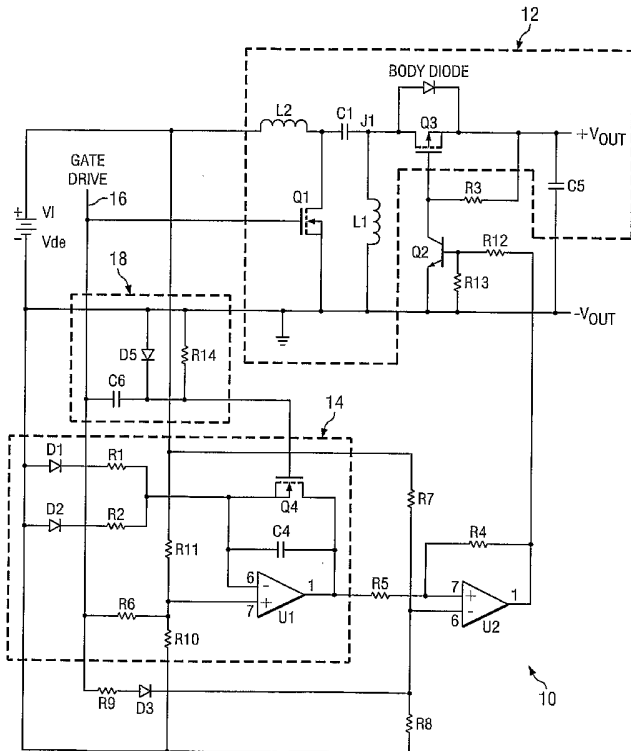 12
BODY DIODE
L2
C1
J1
Q3
+VOUT
GATE
DRIVE
16
R3
C5
+
VI
Q1
L1
-
Vde
Q2
R12
18
R13
-VOUT
D5
R14
C6
14
D1
R1
Q4
R7
D2
R2
C4
R4
R11
6
-
1
R5
7
+
1
R6
7
+
U1
6
-
U2
R10
R9
D3
10
R8